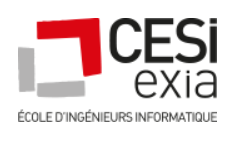 CESi
exia
ÉCOLE D'INGÉNIEURS INFORMATIQUE